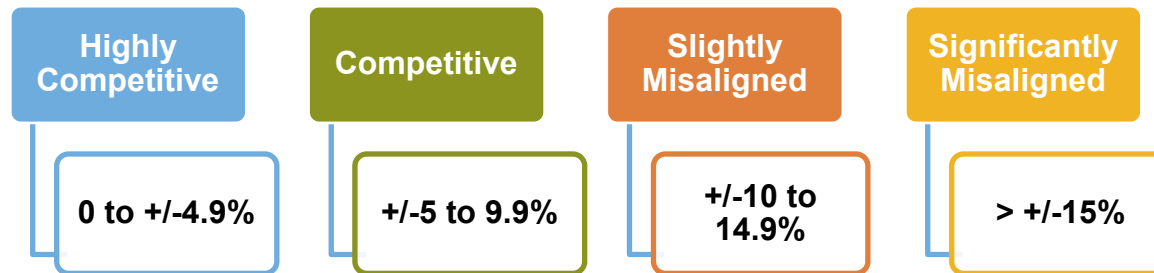 Highly
Competitive
0 to +/-4.9%
Competitive
+/-5 to 9.9%
Slightly
Misaligned
+/-10 to
14.9%
Significantly
Misaligned
> +/-15%